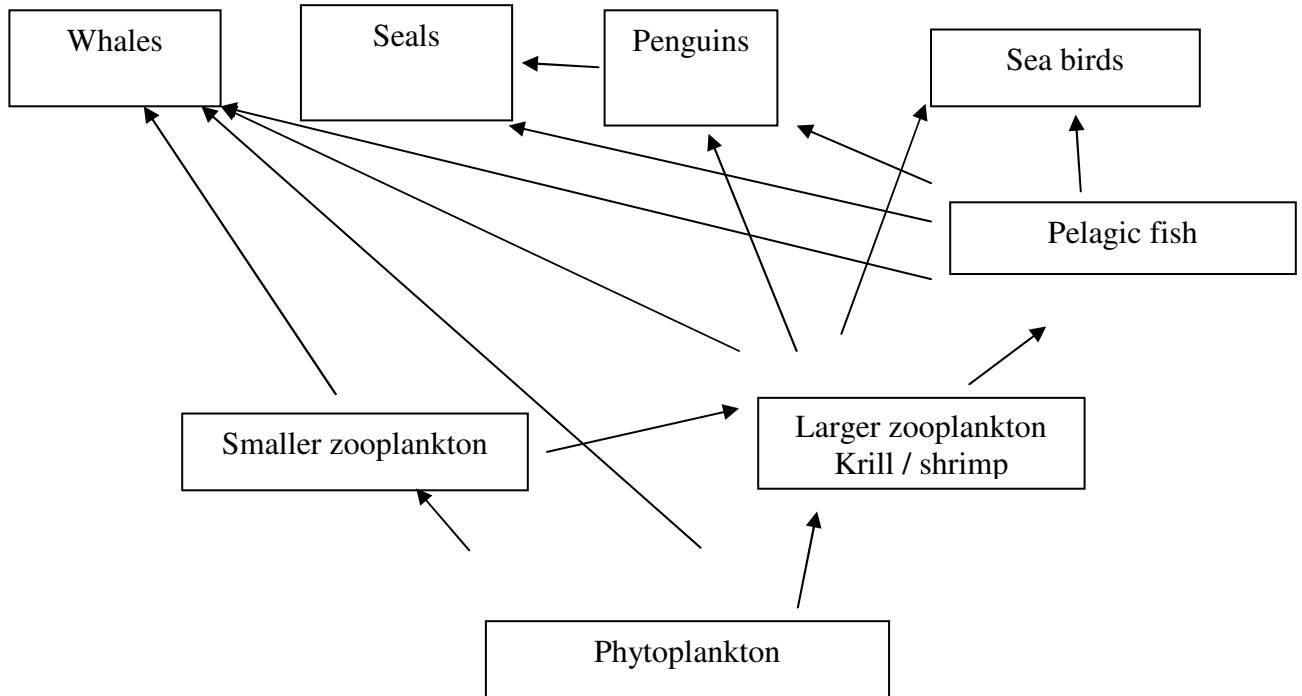 Whales
Seals
Penguins
Sea birds
Pelagic fish
Smaller zooplankton
Larger zooplankton
Krill / shrimp
Phytoplankton